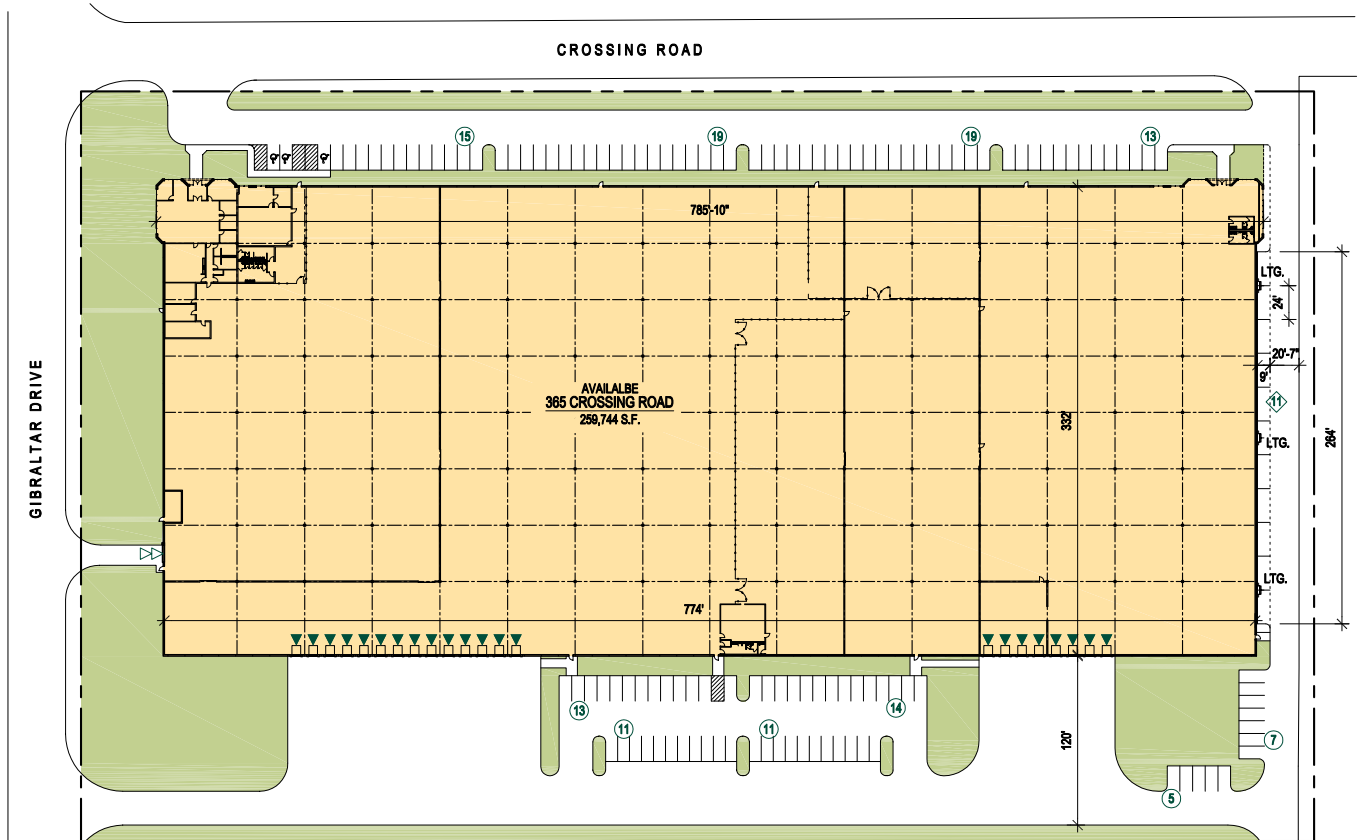 CROSSING ROAD
15
19
19
13
785'-10"
LTG.
24'
20'-7"
9'
11
GIBRALTAR DRIVE
AVAILALBE
365 CROSSING ROAD
259,744 S.F.
332'
264'
LTG.
LTG.
774'
13
14
11
11
120'
7
5